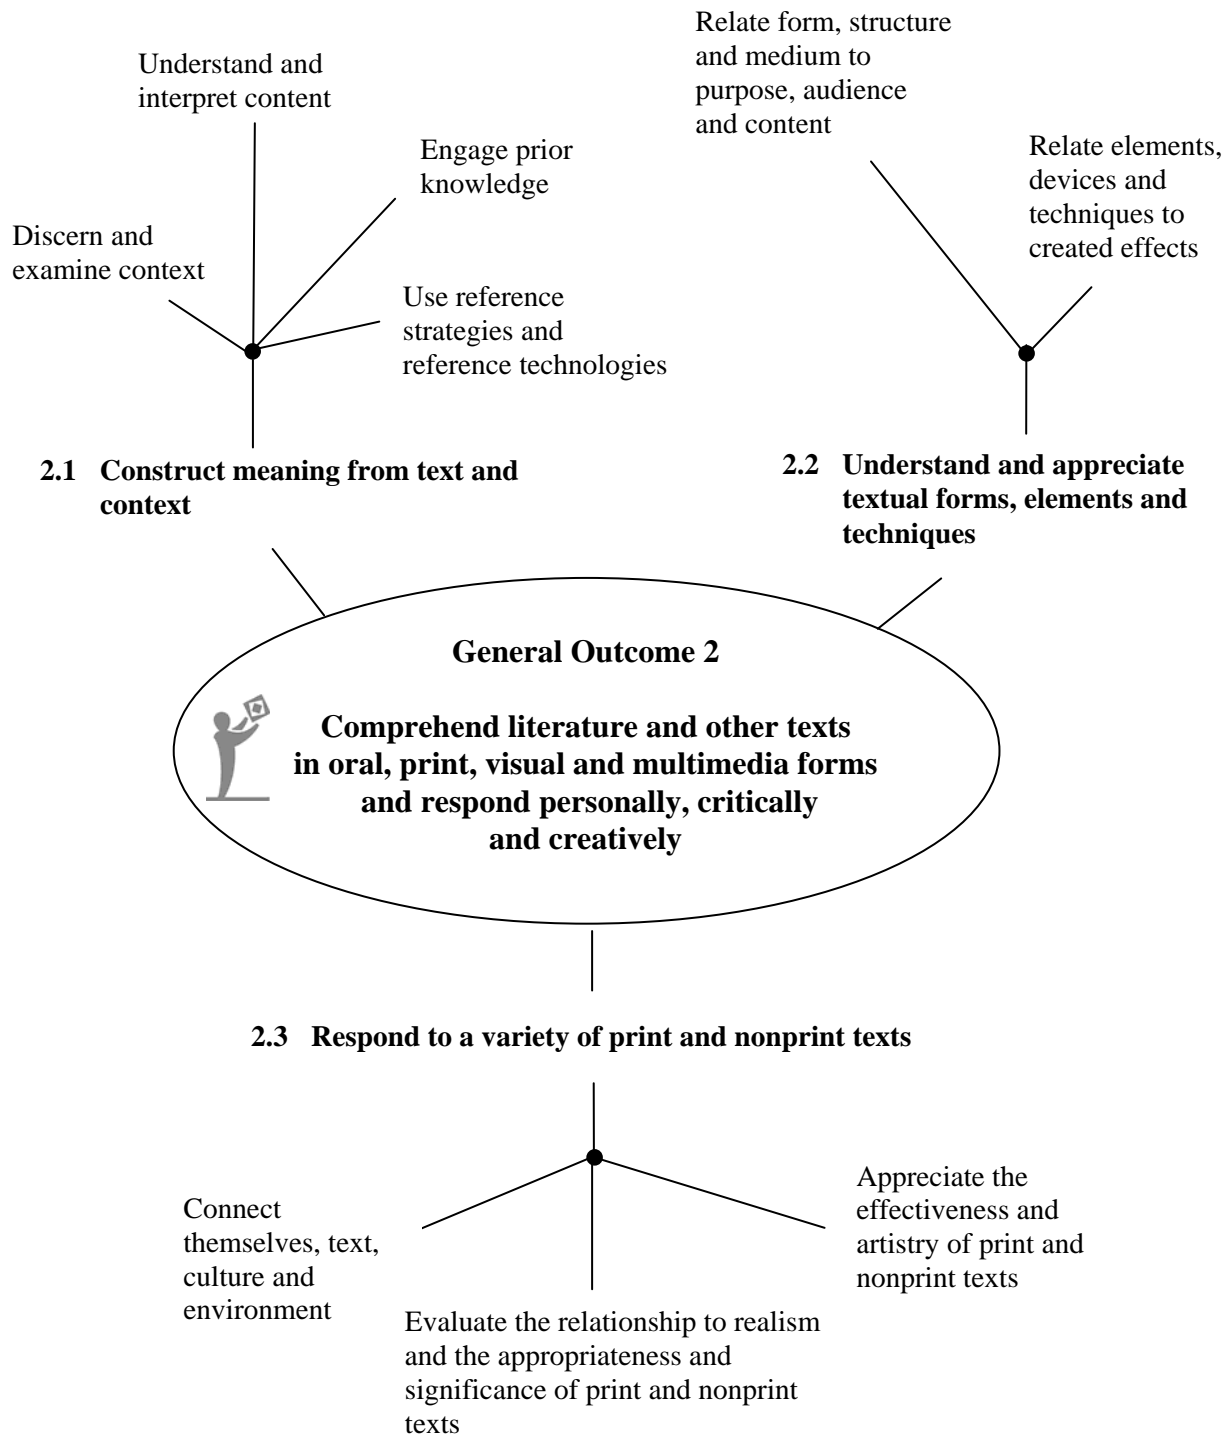 Understand and
interpret content
Engage prior
knowledge
Discern and
examine context
Use reference
strategies and
reference technologies
2.1 Construct meaning from text and
context
Relate form, structure
and medium to
purpose, audience
and content
Relate elements,
devices and
techniques to
created effects
2.2 Understand and appreciate
textual forms, elements and
techniques
General Outcome 2
Comprehend literature and other texts
in oral, print, visual and multimedia forms
and respond personally, critically
and creatively
2.3 Respond to a variety of print and nonprint texts
Connect
themselves, text,
culture and
environment
Evaluate the relationship to realism
and the appropriateness and
significance of print and nonprint
texts
Appreciate the
effectiveness and
artistry of print and
nonprint texts